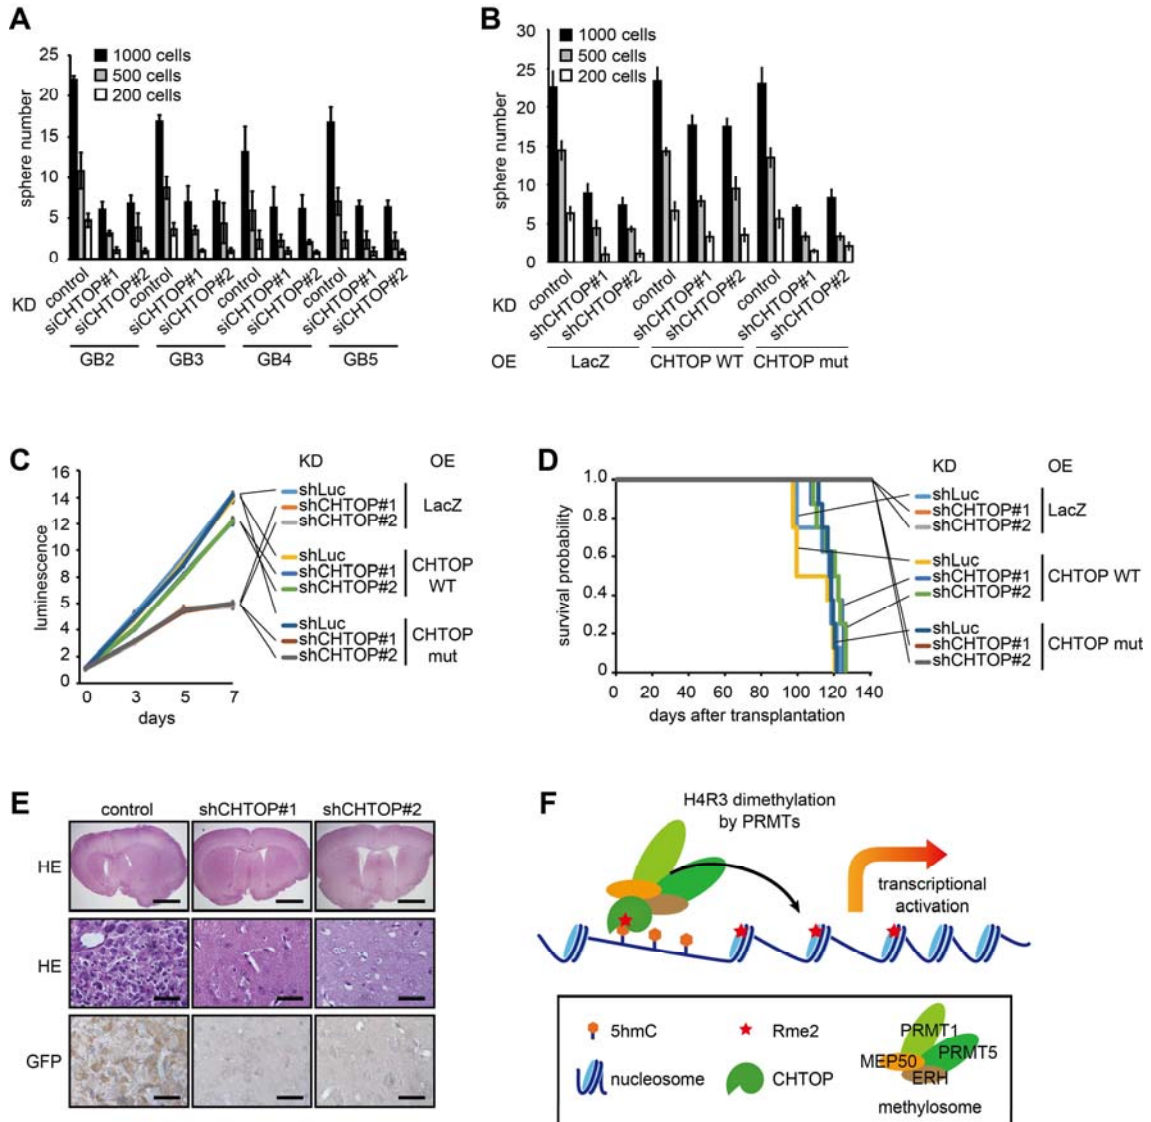 A
25
20
15
10
5
0
sphere number
1000 cells
500 cells
200 cells
KD
control
siCHTOP#1
siCHTOP#2
control
siCHTOP#1
siCHTOP#2
control
siCHTOP#1
siCHTOP#2
control
siCHTOP#1
siCHTOP#2
GB2
GB3
GB4
GB5
B
30
25
20
15
10
5
0
sphere number
1000 cells
500 cells
200 cells
KD
control
shCHTOP#1
shCHTOP#2
control
shCHTOP#1
shCHTOP#2
control
shCHTOP#1
shCHTOP#2
OE
LacZ
CHTOP WT
CHTOP mut
C
16
14
12
10
8
5
4
2
0
luminescence
0 3 5 7
days
KD OE
shLuc
shCHTOP#1
shCHTOP#2
LacZ
shLuc
shCHTOP#1
shCHTOP#2
CHTOP
WT
shLuc
shCHTOP#1
shCHTOP#2
CHTOP
mut
D
1.0
0.8
0.6
0.4
0.2
0
survival probability
0 20 40 60 80 100 120 140
days after transplantation
KD OE
shLuc
shCHTOP#1
shCHTOP#2
LacZ
shLuc
shCHTOP#1
shCHTOP#2
CHTOP WT
shLuc
shCHTOP#1
shCHTOP#2
CHTOP mut
E
control shCHTOP#1 shCHTOP#2
HE
HE
GFP
F
H4R3 dimethylation
by PRMTs
transcriptional
activation
5hmC
Rme2
nucleosome
CHTOP
PRMT1
PRMT5
MEP50
ERH
methylosome